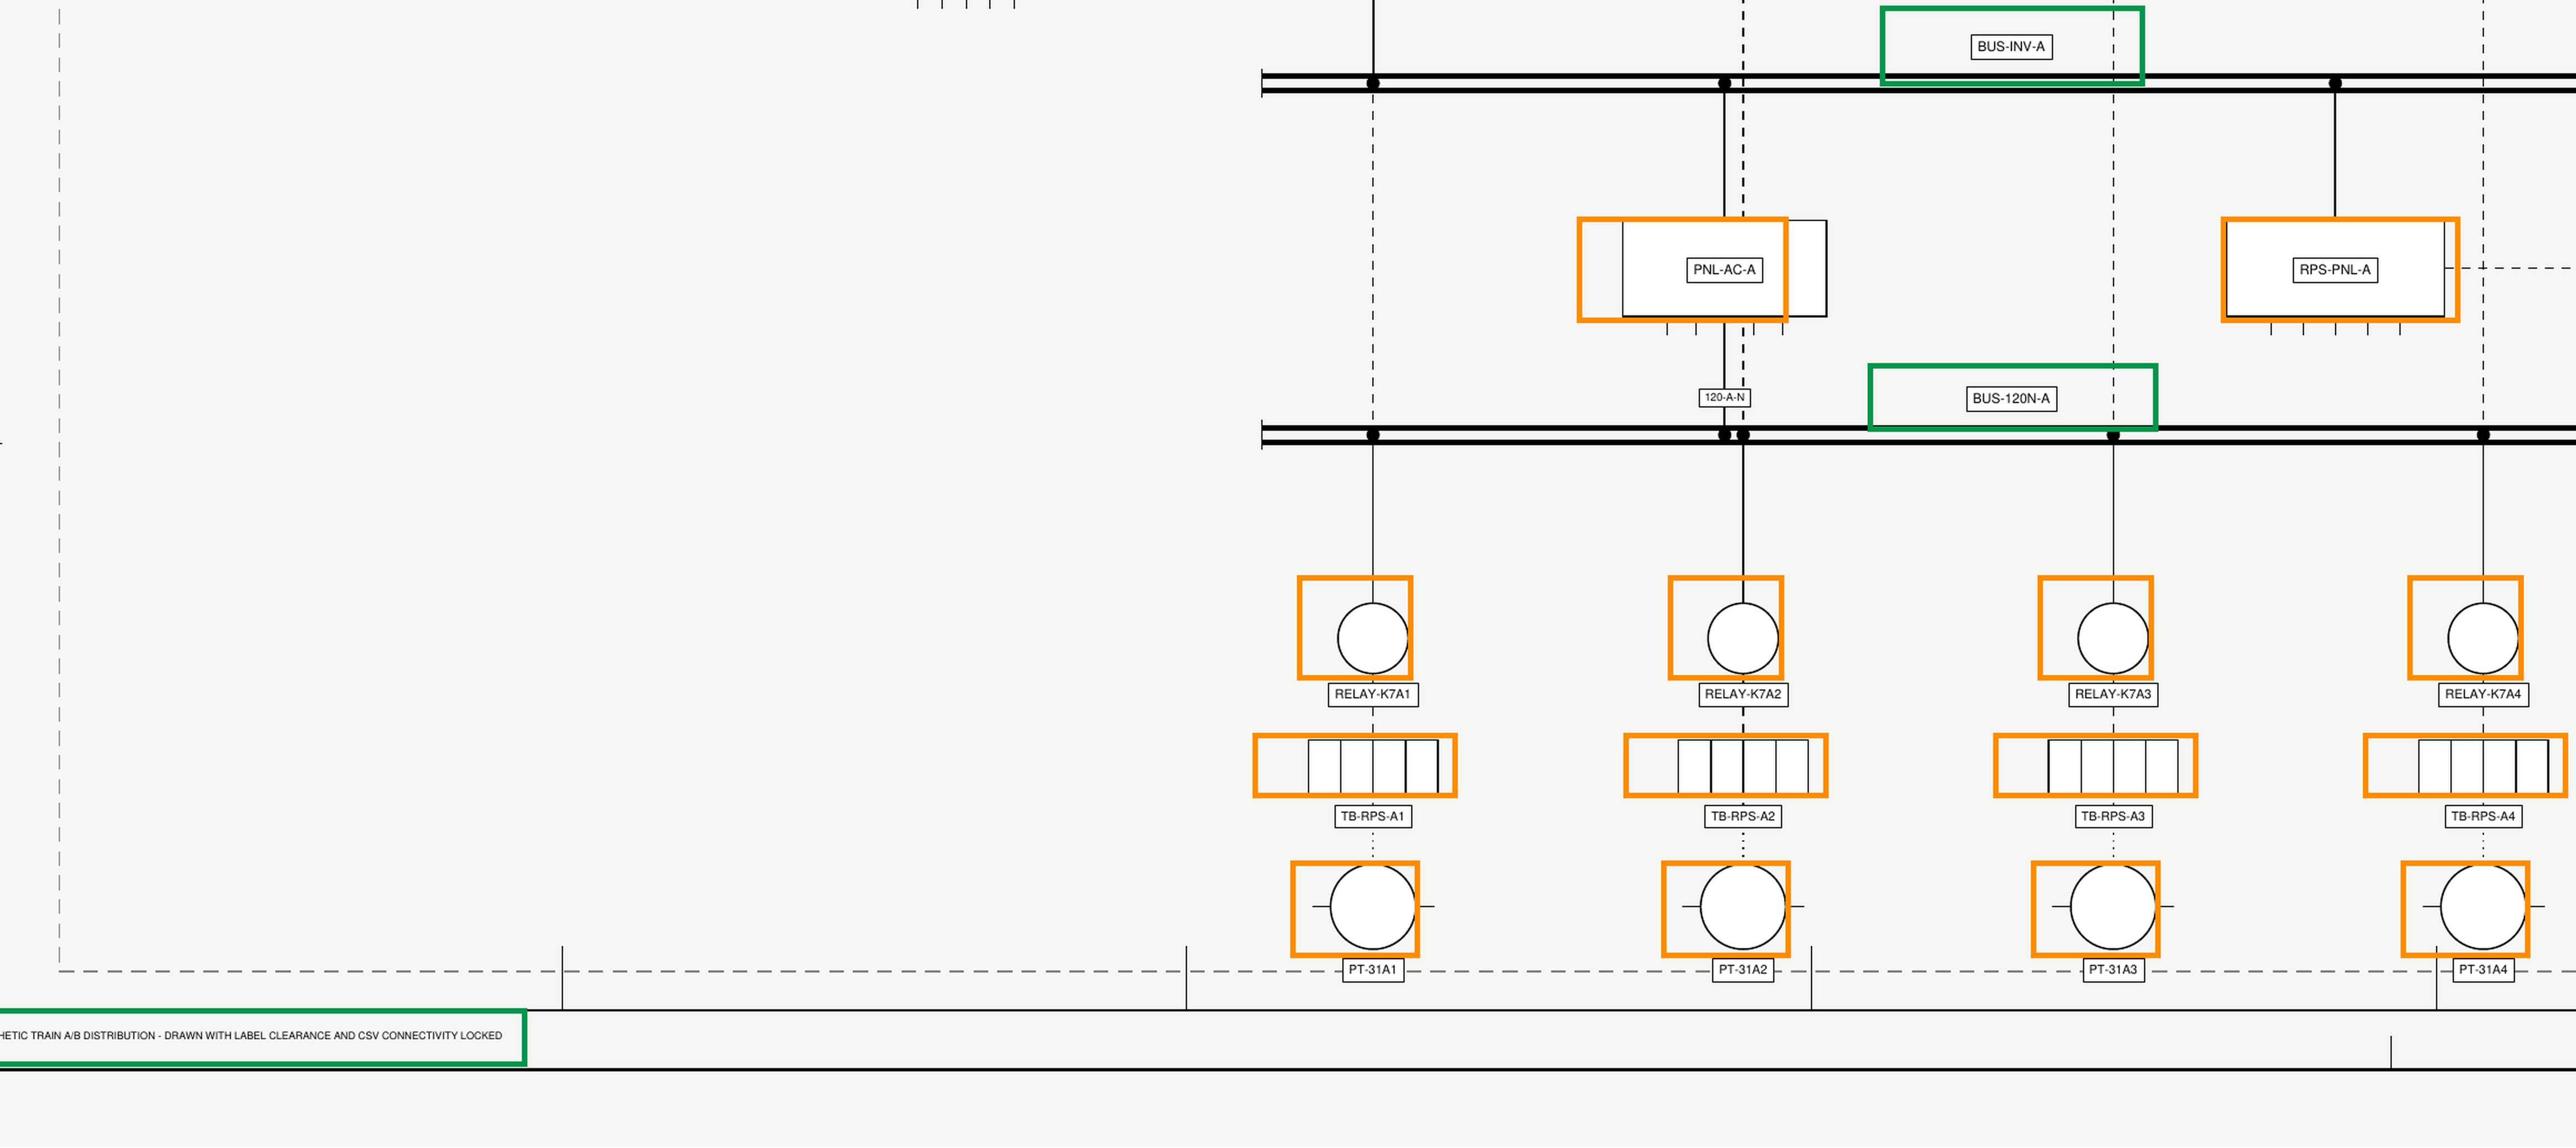 BUS-INV-A
PNL-AC-A
RPS-PNL-A
120-A-N
BUS-120N-A
RELAY-K7A1
RELAY-K7A2
RELAY-K7A3
RELAY-K7A4
TB-RPS-A1
TB-RPS-A2
TB-RPS-A3
TB-RPS-A4
PT-31A1
PT-31A2
PT-31A3
PT-31A4
TRAIN A/B DISTRIBUTION - DRAWN WITH LABEL CLEARANCE AND CSV CONNECTIVITY LOCKED